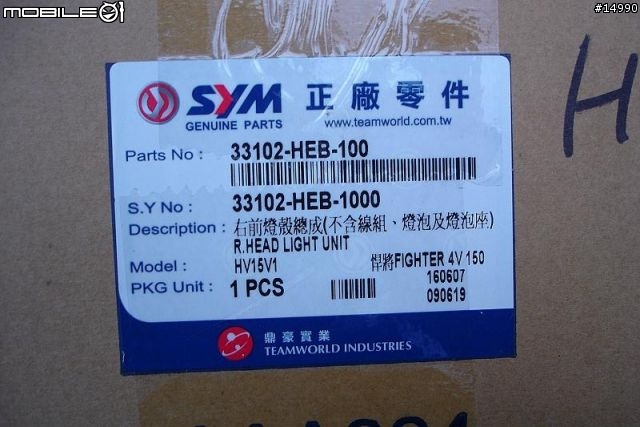 MOBILE01
#14990
SYM 正廠零件
GENUINE PARTS www.teamworld.com.tw
Parts No : 33102-HEB-100
S.Y No : 33102-HEB-1000
Description : 右前燈殼總成(不含線組、燈泡及燈泡座)
R.HEAD LIGHT UNIT
Model : HV15V1 悍將FIGHTER 4V 150
PKG Unit : 1 PCS 160607
090619
鼎豪實業
TEAMWORLD INDUSTRIES
H